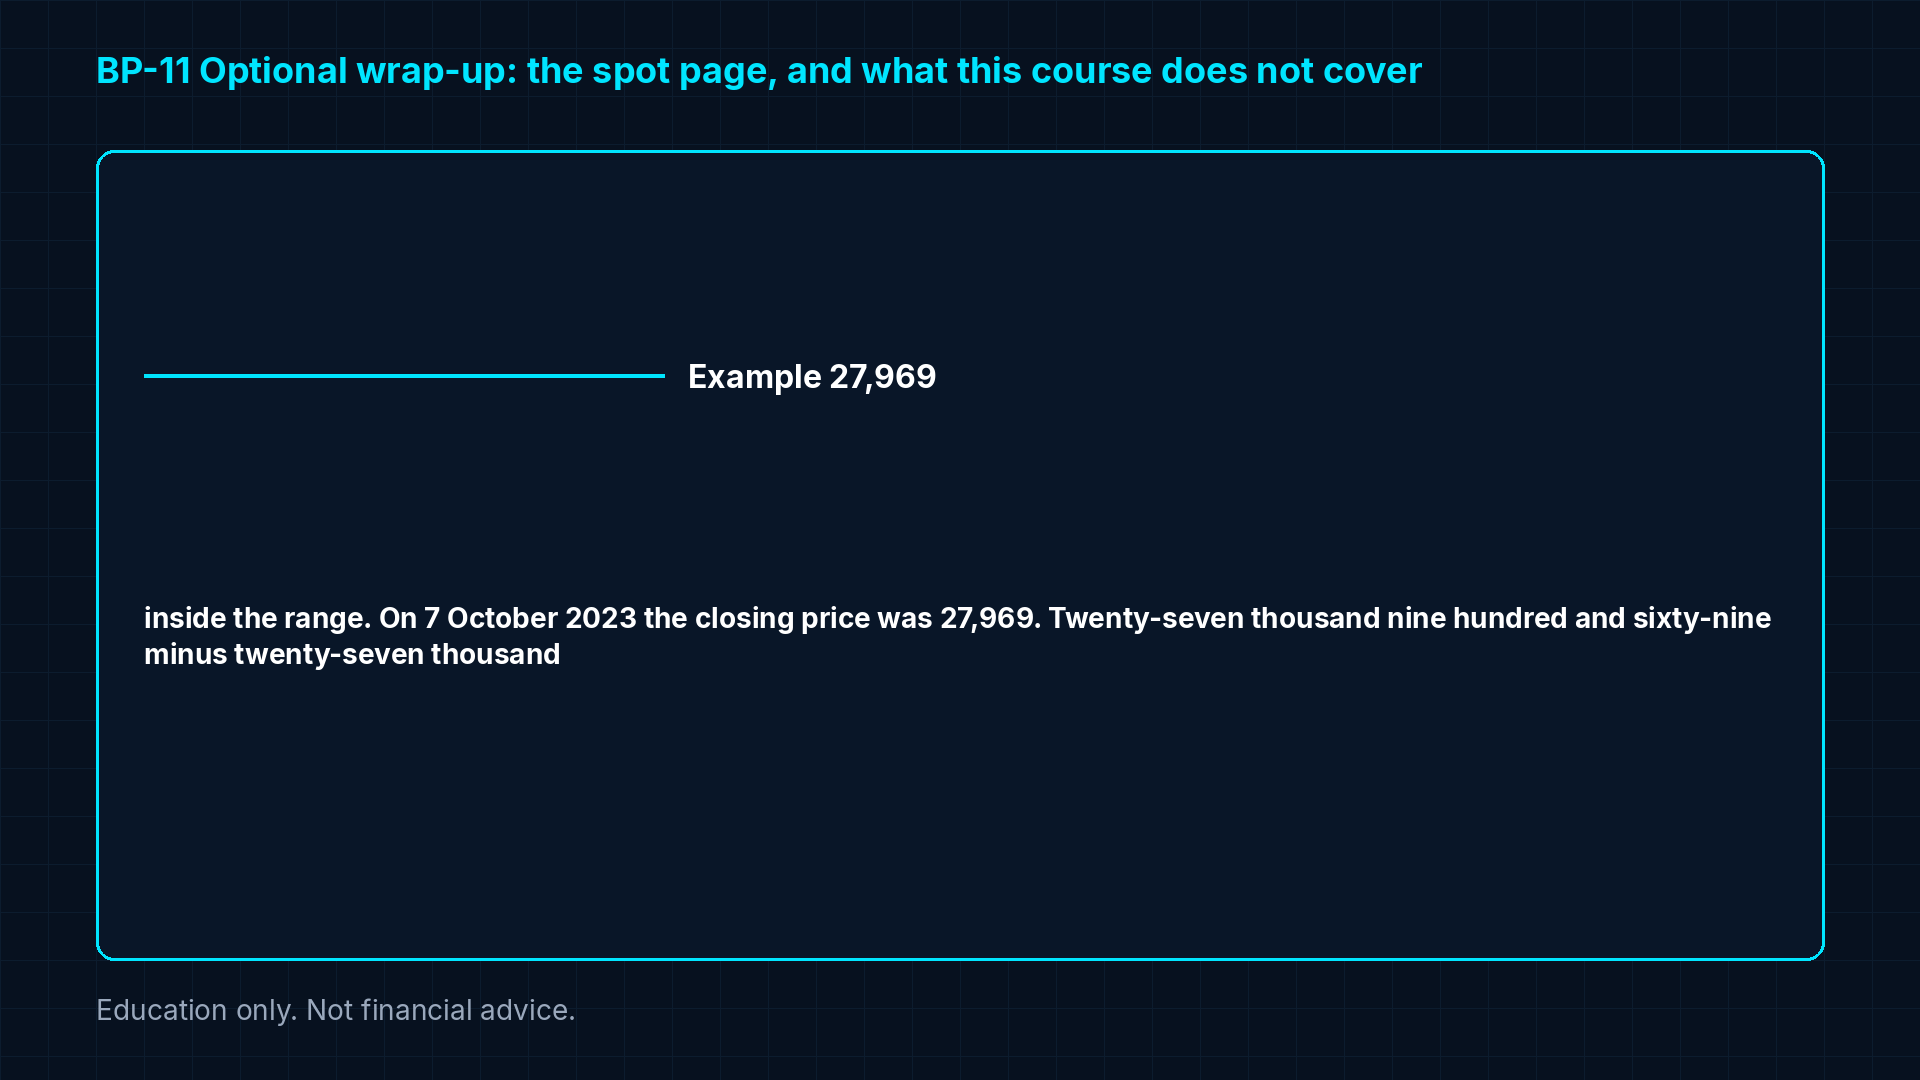 BP-11 Optional wrap-up: the spot page, and what this course does not cover
Example 27,969
inside the range. On 7 October 2023 the closing price was 27,969. Twenty-seven thousand nine hundred and sixty-nine
minus twenty-seven thousand
Education only. Not financial advice.